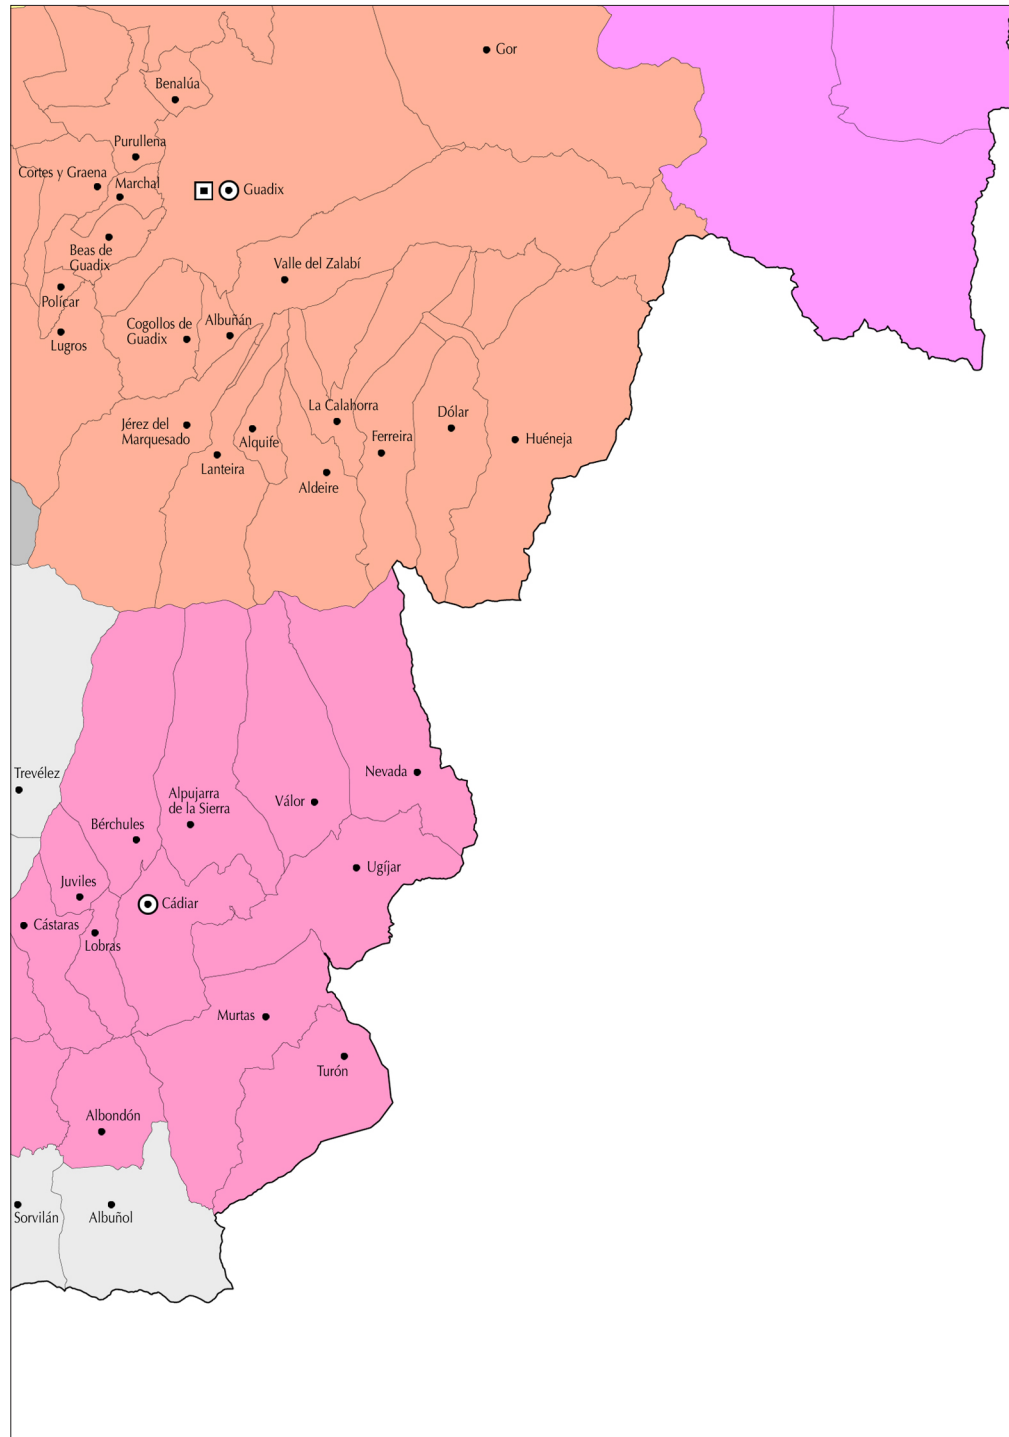 Gor
Benalúa
Purullena
Cortes y Graena
Marchal
Guadix
Beas de
Guadix
Valle del Zalabí
Polícar
Cogollos de
Guadix
Albuñán
Lugros
La Calahorra
Dólar
Jérez del
Marquesado
Alquife
Ferreira
Huéneja
Lanteira
Aldeire
Trevélez
Nevada
Alpujarra
de la Sierra
Válor
Bérchules
Ugíjar
Juviles
Cádiar
Cástaras
Lobras
Murtas
Turón
Albondón
Sorvilán
Albuñol